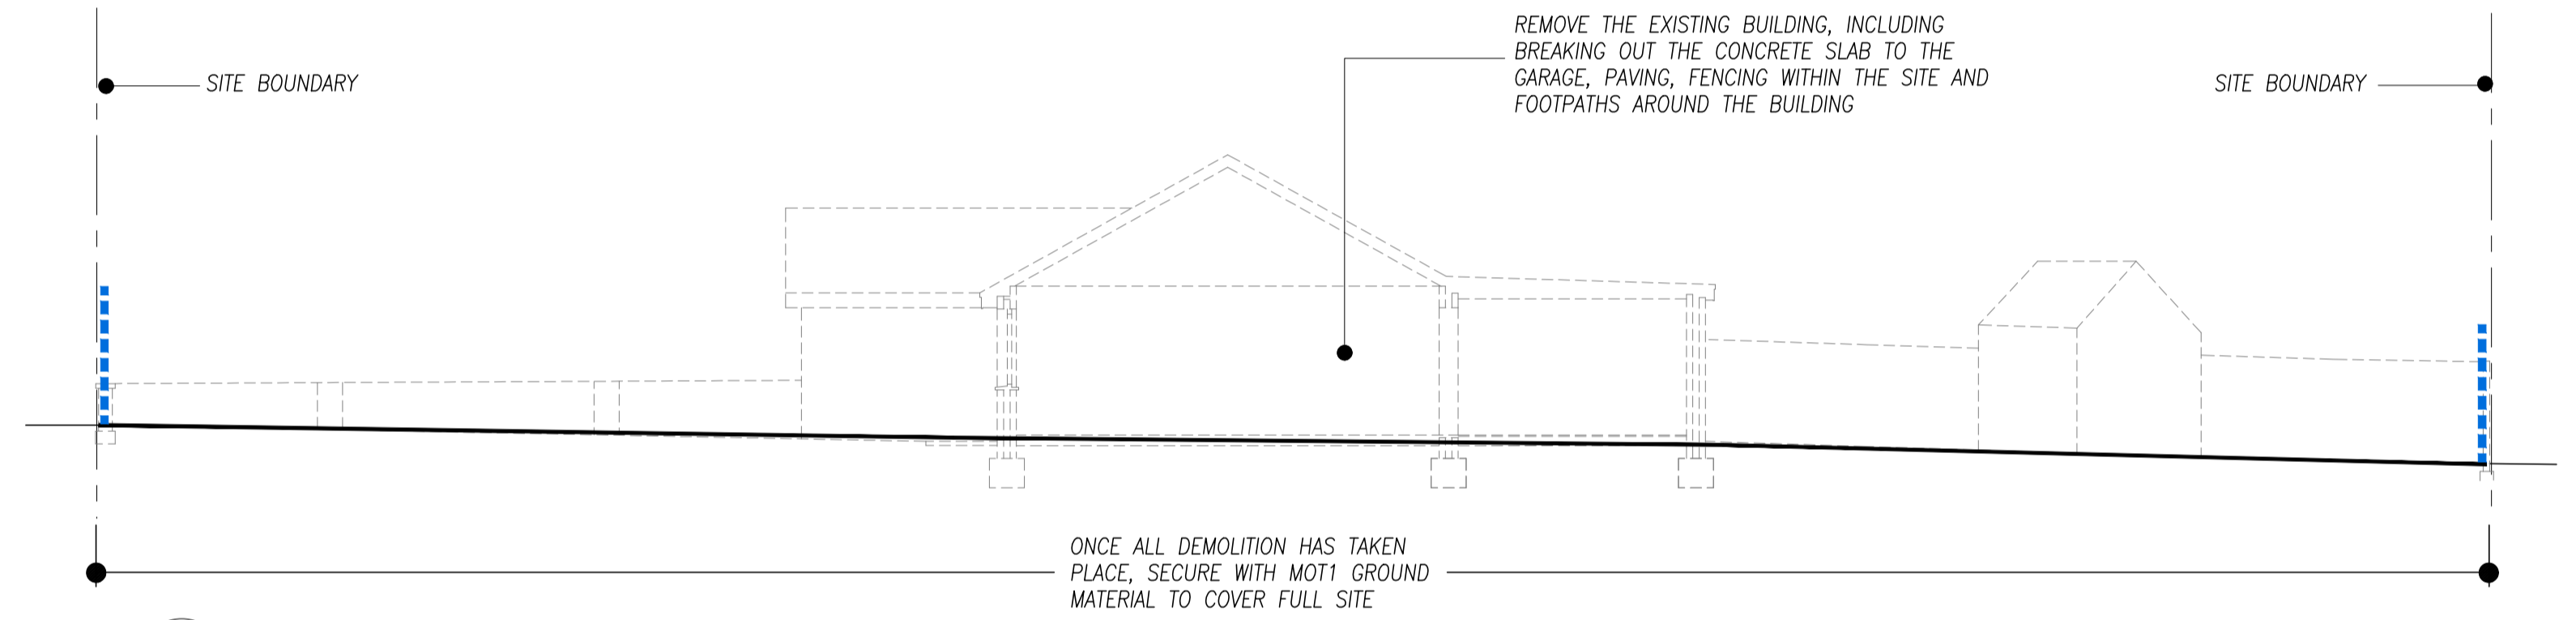 SITE BOUNDARY
REMOVE THE EXISTING BUILDING, INCLUDING
BREAKING OUT THE CONCRETE SLAB TO THE
GARAGE, PAVING, FENCING WITHIN THE SITE AND
FOOTPATHS AROUND THE BUILDING
SITE BOUNDARY
ONCE ALL DEMOLITION HAS TAKEN
PLACE, SECURE WITH MOT1 GROUND
MATERIAL TO COVER FULL SITE